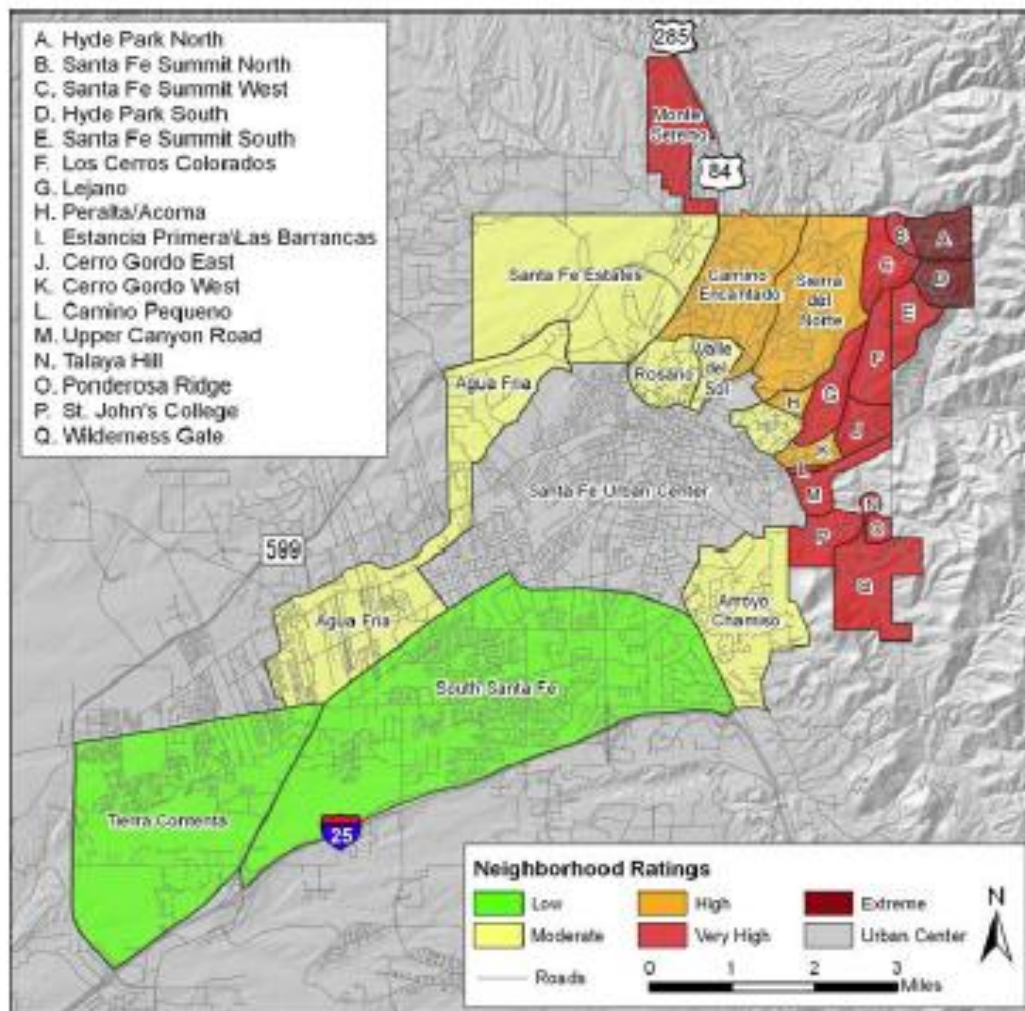 A. Hyde Park North
B. Santa Fe Summit North
C. Santa Fe Summit West
D. Hyde Park South
E. Santa Fe Summit South
F. Los Cerros Colorados
G. Lejano
H. Peralta/Acoma
I. Estancia Primera\Las Barrancas
J. Cerro Gordo East
K. Cerro Gordo West
L. Camino Pequeno
M. Upper Canyon Road
N. Talaya Hill
O. Ponderosa Ridge
P. St. John's College
Q. Wilderness Gate
285
Monte
Sereno
84
Santa Fe Estates
Camino
Encantado
Sierra
del
Norte
B
A
D
E
F
Agua Fria
Rosario
Valle
del
Sol
H
G
J
K
L
Santa Fe Urban Center
M
N
P
599
Agua Fria
Arroyo
Chamiso
South Santa Fe
Tierra Contenta
25
Neighborhood Ratings
Low
High
Extreme
Moderate
Very High
Urban Center
Roads
0 1 2 3
Miles
N